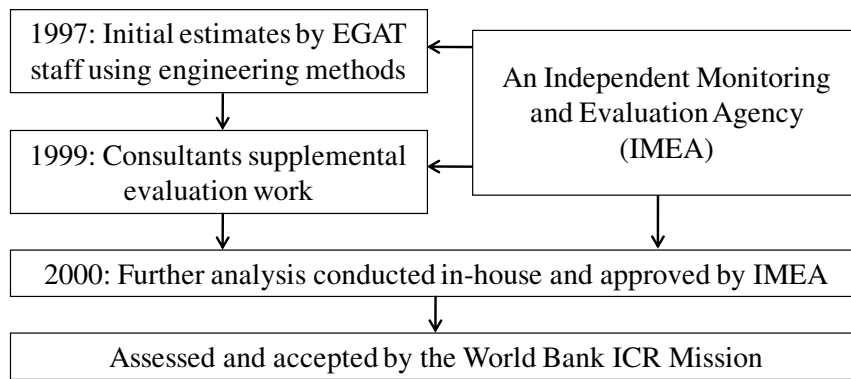 1997: Initial estimates by EGAT
staff using engineering methods
An Independent Monitoring
and Evaluation Agency
(IMEA)
1999: Consultants supplemental
evaluation work
2000: Further analysis conducted in-house and approved by IMEA
Assessed and accepted by the World Bank ICR Mission